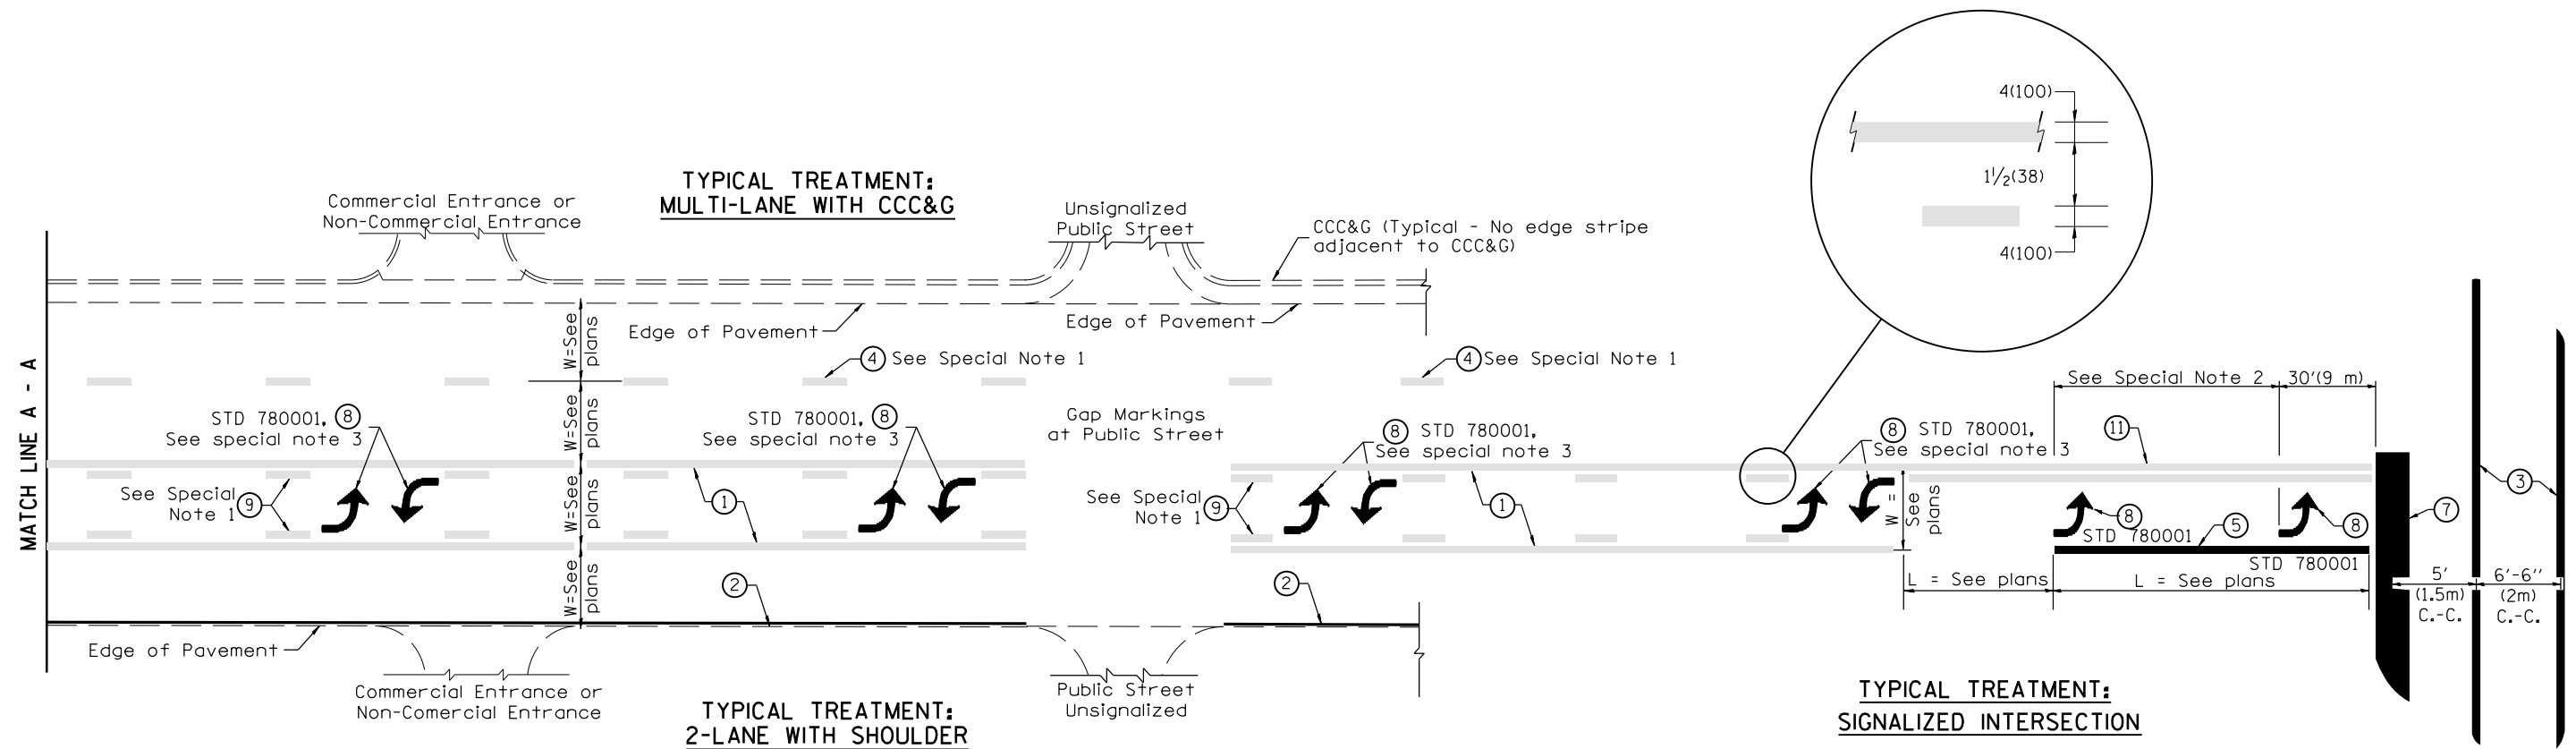 MATCH LINE A - A
TYPICAL TREATMENT:
MULTI-LANE WITH CCC&G
Commercial Entrance or
Non-Commercial Entrance
Unsignalized
Public Street
CCC&G (Typical - No edge stripe
adjacent to CCC&G)
Edge of Pavement
Edge of Pavement
4(100)
1½(38)
4(100)
W=See
plans
W=See
plans
W=See
plans
W=See
plans
4 See Special Note 1
4 See Special Note 1
STD 780001, 8
See special note 3
STD 780001, 8
See special note 3
Gap Markings
at Public Street
8 STD 780001,
See special note 3
8 STD 780001,
See special note 3
See Special Note 2
30'(9 m)
11
3
7
See Special
Note 1 9
1
See Special
Note 1 9
1
W =
See
plans
8
STD 780001
5
8
STD 780001
L = See plans
L = See plans
5'
(1.5m)
C.-C.
6'-6''
(2m)
C.-C.
2
2
Edge of Pavement
Commercial Entrance or
Non-Comercial Entrance
Public Street
Unsignalized
TYPICAL TREATMENT:
2-LANE WITH SHOULDER
TYPICAL TREATMENT:
SIGNALIZED INTERSECTION